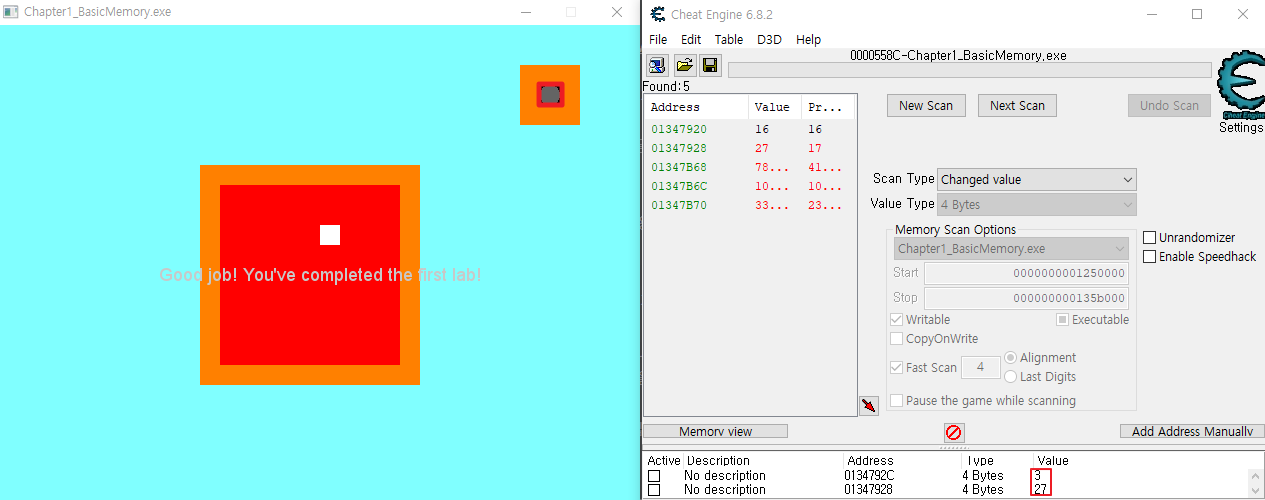 Chapter1_BasicMemory.exe
Good job! You've completed the first lab!
Cheat Engine 6.8.2
File Edit Table D3D Help
0000558C-Chapter1_BasicMemory.exe
Found:5
Address Value Pr...
01347920 16 16
01347928 27 17
01347B68 78... 41...
01347B6C 10... 10...
01347B70 33... 23...
New Scan Next Scan Undo Scan
Cheat Engine
Settings
Scan Type Changed value
Value Type 4 Bytes
Memory Scan Options
Chapter1_BasicMemory.exe
Start 0000000001250000
Stop 000000000135b000
Writable Executable
CopyOnWrite
Fast Scan 4 Alignment
Last Digits
Pause the game while scanning
Unrandomizer
Enable Speedhack
Memory view Add Address Manually
Active Description Address Type Value
No description 0134792C 4 Bytes 3
No description 01347928 4 Bytes 27